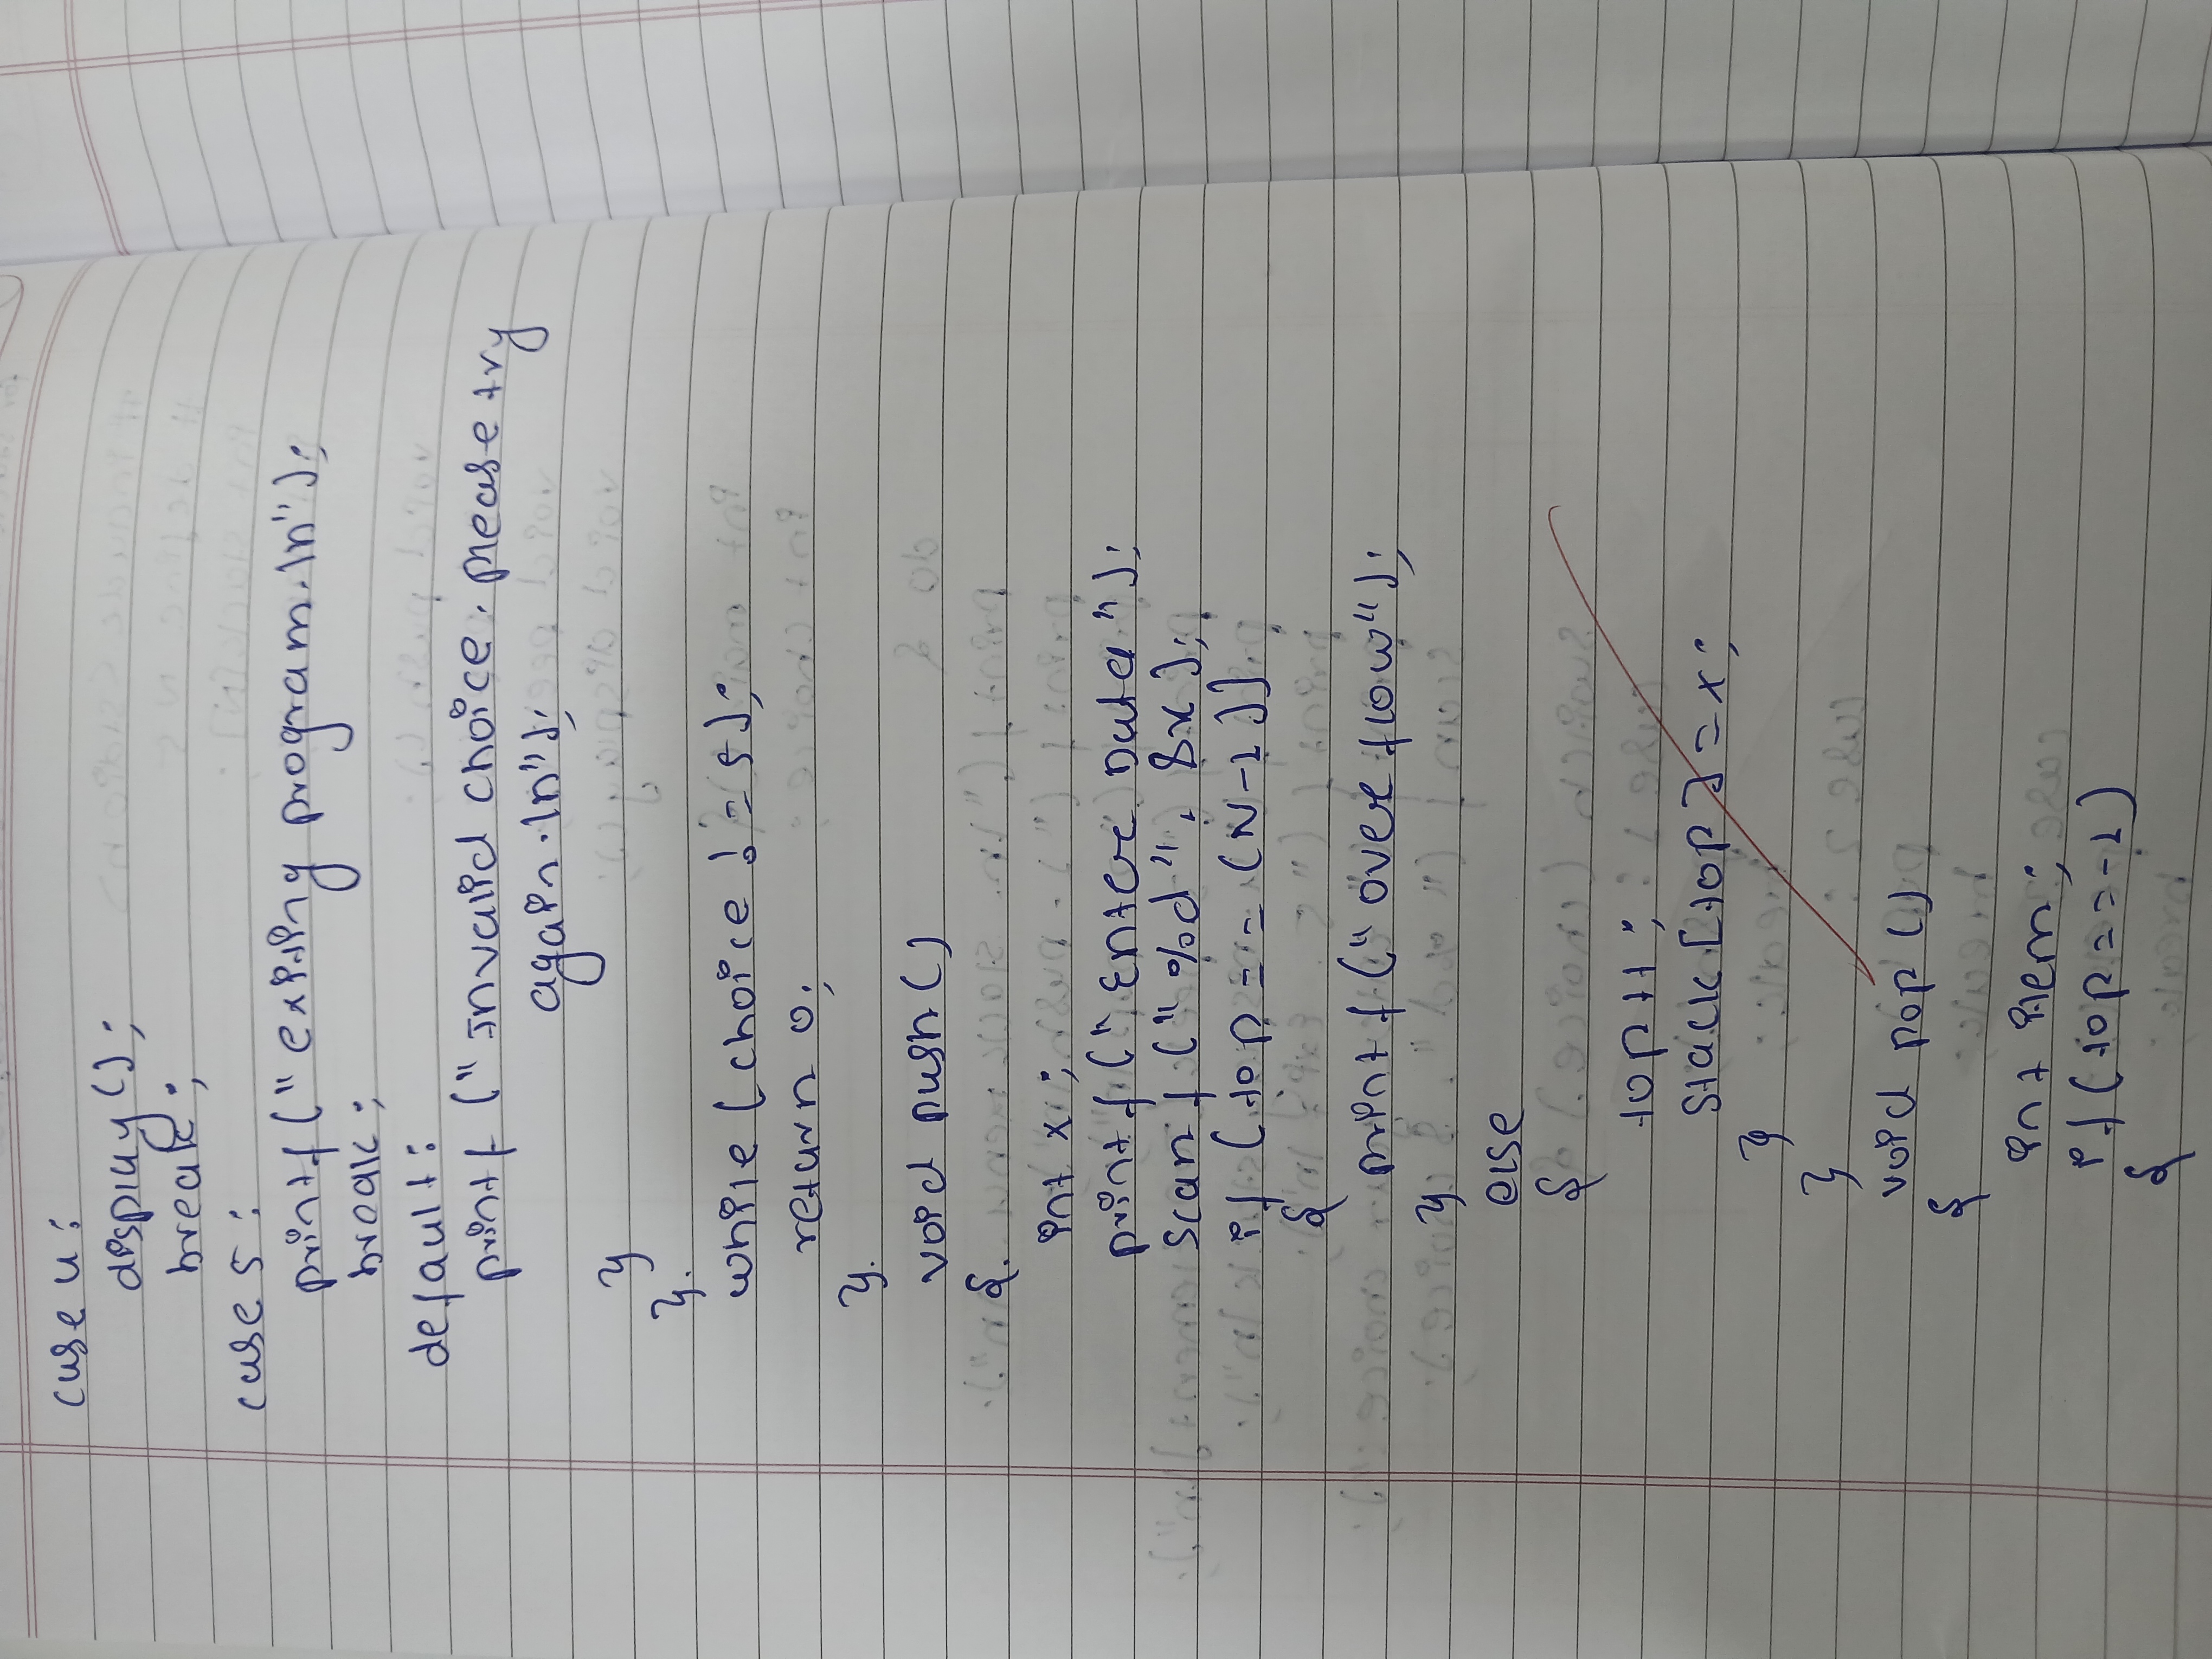 case 4:
display();
break;
case 5:
printf("exiting program.\n");
break;
default:
printf("Invalid choice. please try
again.\n");
}
}.
while(choice != 5);
return 0;
}.
void push()
{.
int x;
printf("Enter Data");
scanf("%d", &x);
if (top == (N-1))
{
printf("over flow");
}
else
{
top++;
stack[top]=x;
}
}
void pop()
{
int item;
if(top==-1)
{